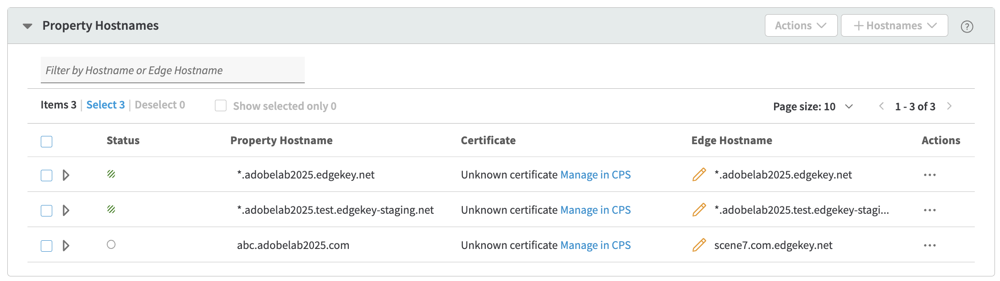 Property Hostnames
Actions
+ Hostnames
?
Filter by Hostname or Edge Hostname
Items 3 | Select 3 | Deselect 0 Show selected only 0
Page size: 10 1 - 3 of 3
Status Property Hostname Certificate Edge Hostname Actions
*.adobelab2025.edgekey.net Unknown certificate Manage in CPS *.adobelab2025.edgekey.net ...
*.adobelab2025.test.edgekey-staging.net Unknown certificate Manage in CPS *.adobelab2025.test.edgekey-stagi... ...
abc.adobelab2025.com Unknown certificate Manage in CPS scene7.com.edgekey.net ...